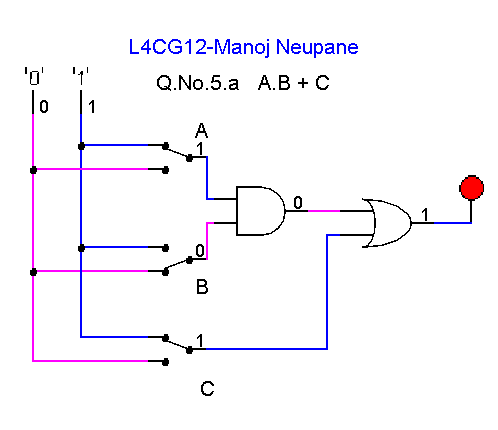 L4CG12-Manoj Neupane
'0' '1'
Q.No.5.a A.B + C
0 1
A
1
0
0
1
B
1
C